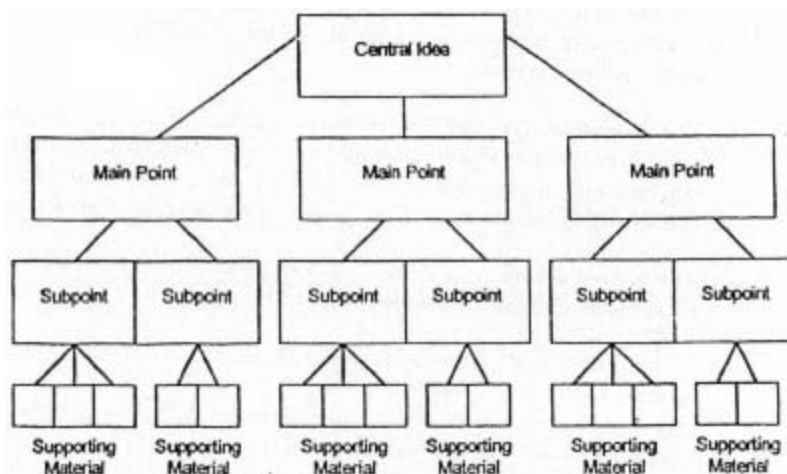 Central Idea
Main Point Main Point Main Point
Subpoint Subpoint Subpoint Subpoint Subpoint Subpoint
Supporting Supporting Supporting Supporting Supporting Supporting
Material Material Material Material Material Material